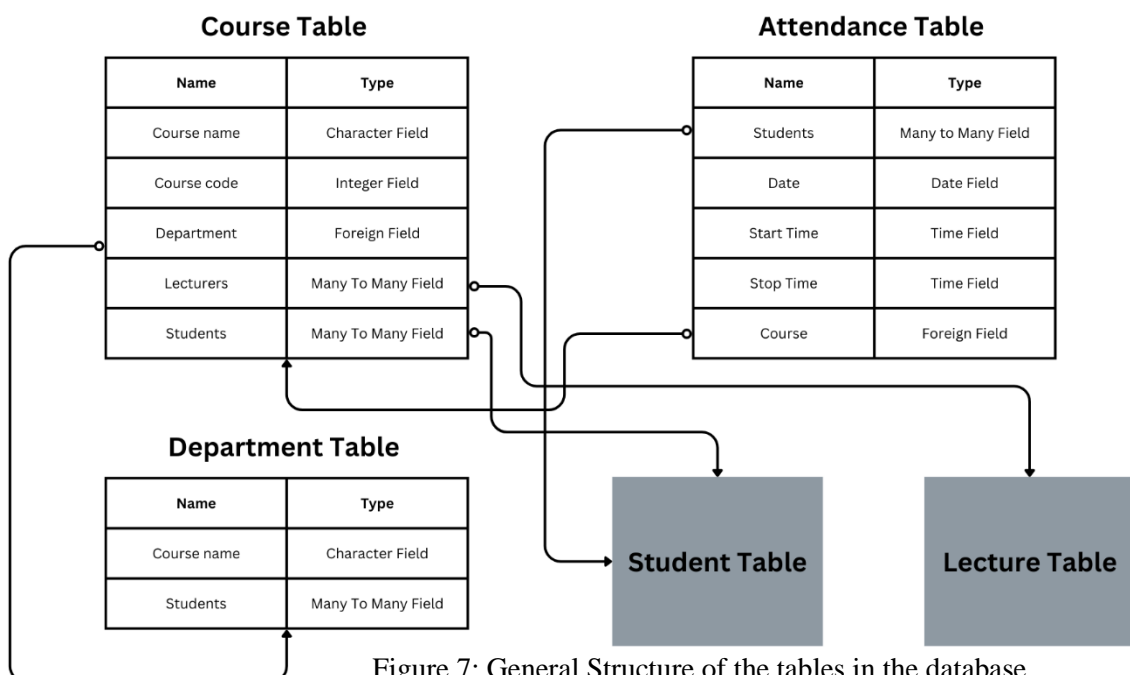 Course Table
Name Type
Course name Character Field
Course code Integer Field
Department Foreign Field
Lecturers Many To Many Field
Students Many To Many Field
Attendance Table
Name Type
Students Many to Many Field
Date Date Field
Start Time Time Field
Stop Time Time Field
Course Foreign Field
Department Table
Name Type
Course name Character Field
Students Many To Many Field
Student Table
Lecture Table
Figure 7: General Structure of the tables in the database